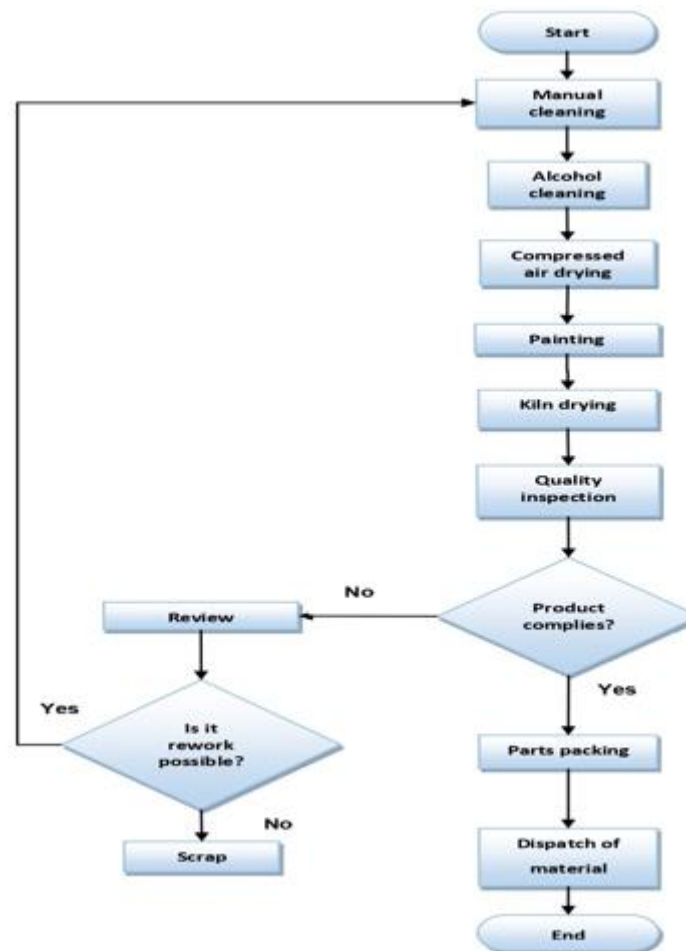 Start
Manual
cleaning
Alcohol
cleaning
Compressed
air drying
Painting
Kiln drying
Quality
inspection
No
Review
Product
complies?
Yes
Yes
Is it
rework
possible?
Parts packing
No
Scrap
Dispatch of
material
End